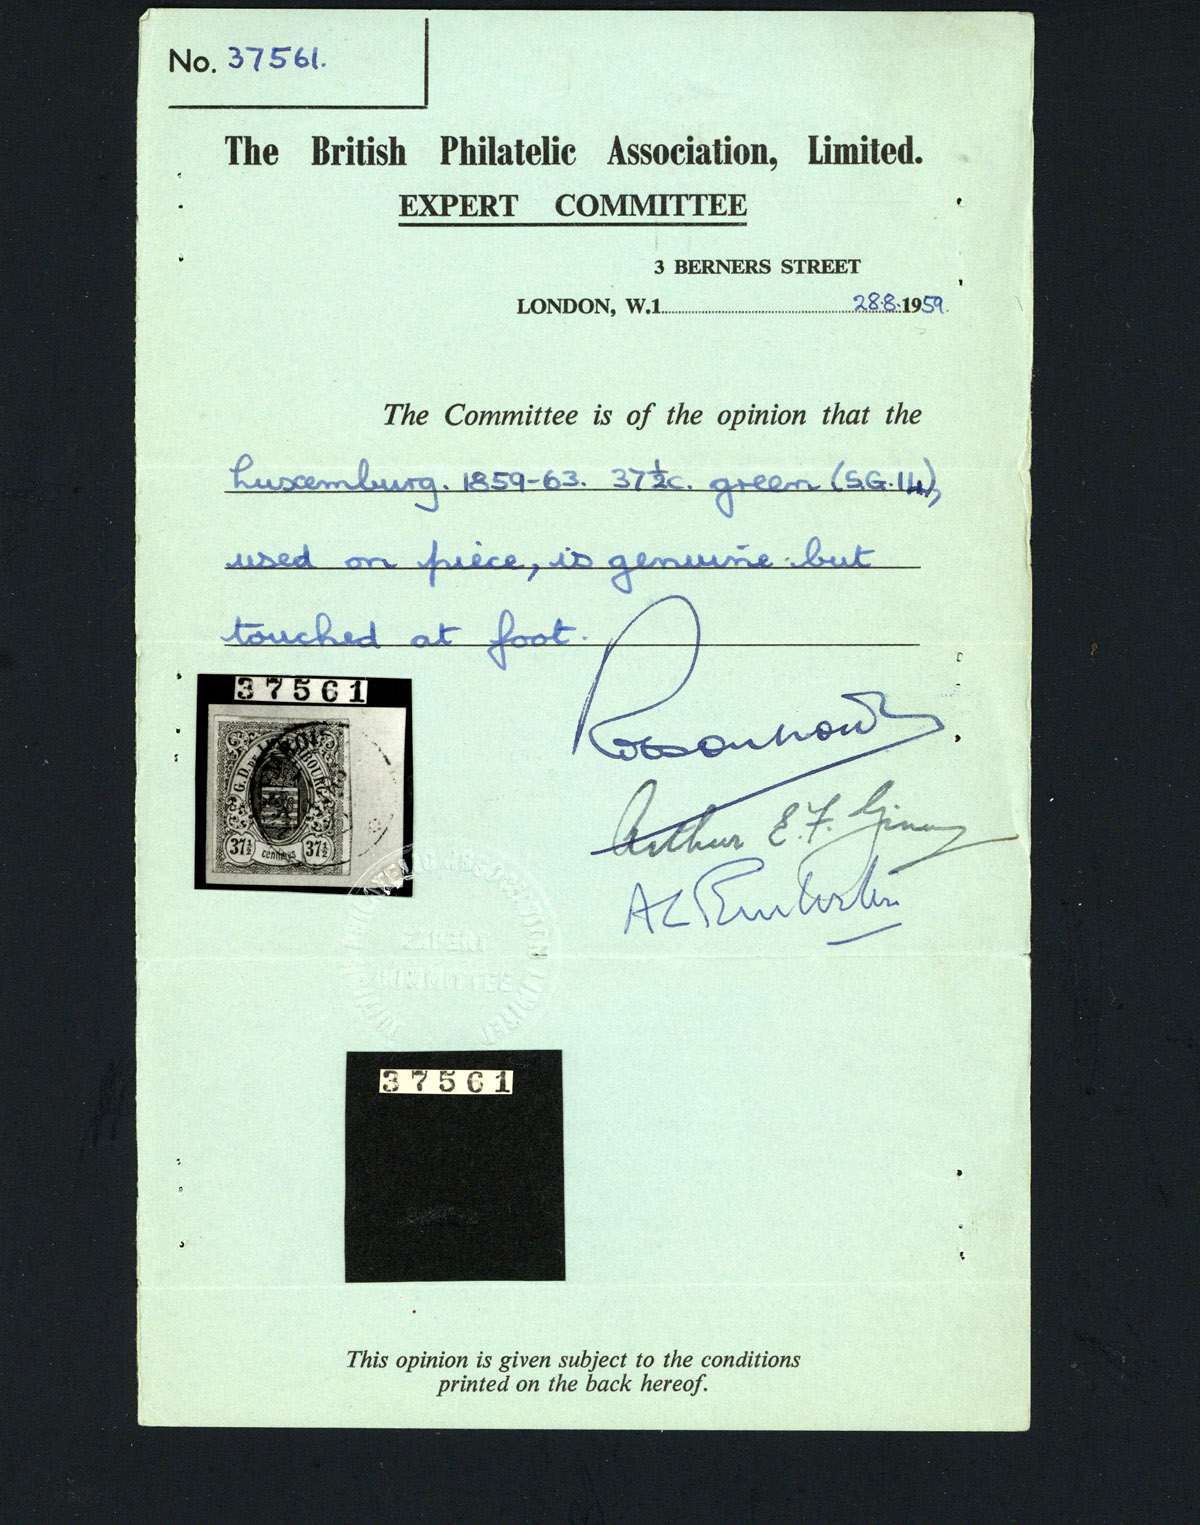 No. 37561.
The British Philatelic Association, Limited.
EXPERT COMMITTEE
3 BERNERS STREET
LONDON, W.1 28.8.1959.
The Committee is of the opinion that the
Luxemburg. 1859-63. 37½c. green (S.G.14),
used on piece, is genuine but
touched at foot.
37561
G.D. DE
37½ centimes 37½
Arthur E. F.
EXPERT
COMMITTEE
37561
This opinion is given subject to the conditions
printed on the back hereof.